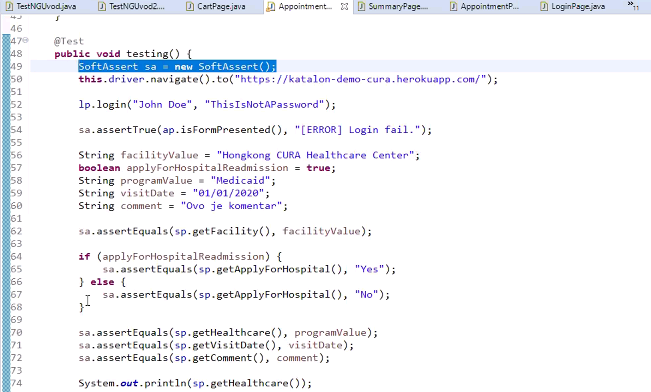 TestNGUvod.java TestNGUvod2.... CartPage.java Appointment... SummaryPage.... AppointmentP... LoginPage.java »11
46 }
47 @Test
48 public void testing() {
49 SoftAssert sa = new SoftAssert();
50 this.driver.navigate().to("https://katalon-demo-cura.herokuapp.com/");
51
52 lp.login("John Doe", "ThisIsNotAPassword");
53
54 sa.assertTrue(ap.isFormPresented(), "[ERROR] Login fail.");
55
56 String facilityValue = "Hongkong CURA Healthcare Center";
57 boolean applyForHospitalReadmission = true;
58 String programValue = "Medicaid";
59 String visitDate = "01/01/2020";
60 String comment = "Ovo je komentar";
61
62 sa.assertEquals(sp.getFacility(), facilityValue);
63
64 if (applyForHospitalReadmission) {
65 sa.assertEquals(sp.getApplyForHospital(), "Yes");
66 } else {
67 sa.assertEquals(sp.getApplyForHospital(), "No");
68 }
69
70 sa.assertEquals(sp.getHealthcare(), programValue);
71 sa.assertEquals(sp.getVisitDate(), visitDate);
72 sa.assertEquals(sp.getComment(), comment);
73
74 System.out.println(sp.getHealthcare());